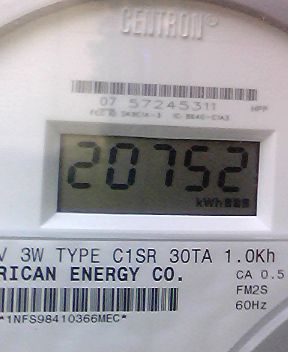 CENTRON®
07 57245311
20752
kWh
V 3W TYPE C1SR 30TA 1.0Kh
RICAN ENERGY CO.
CA 0.5
FM2S
60Hz
*1NFS98410366MEC*